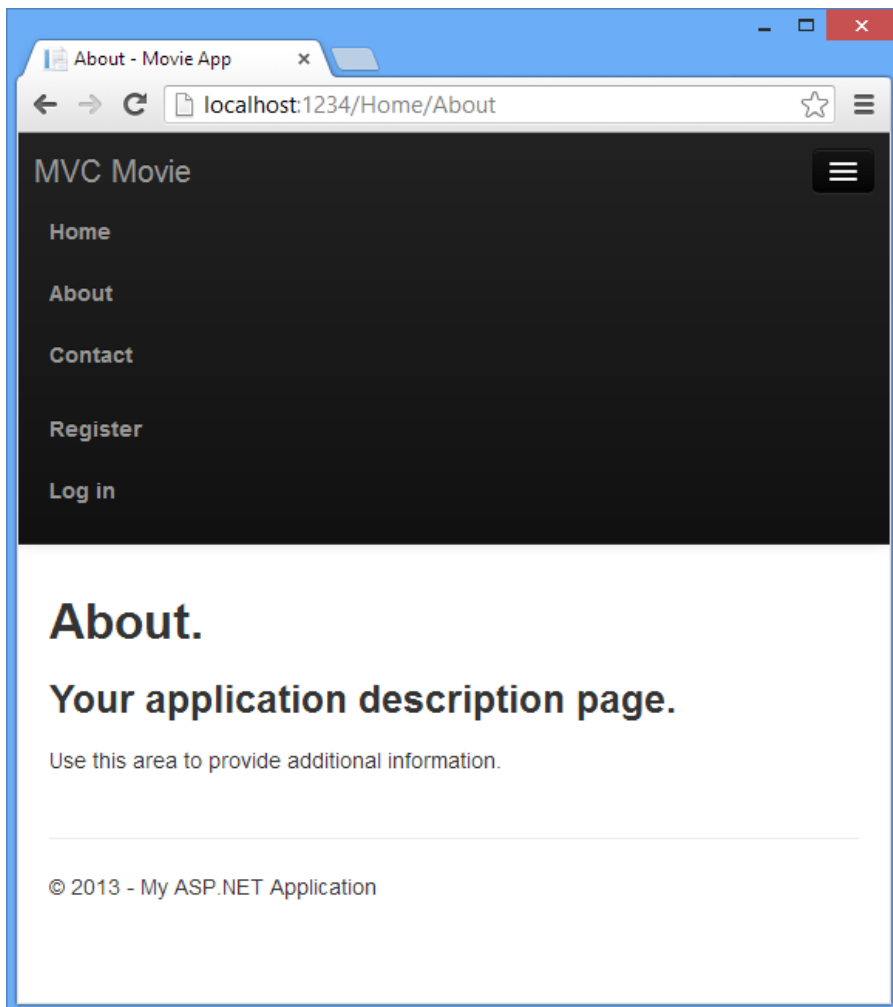 About - Movie App
localhost:1234/Home/About
MVC Movie
Home
About
Contact
Register
Log in
About.
Your application description page.
Use this area to provide additional information.
© 2013 - My ASP.NET Application